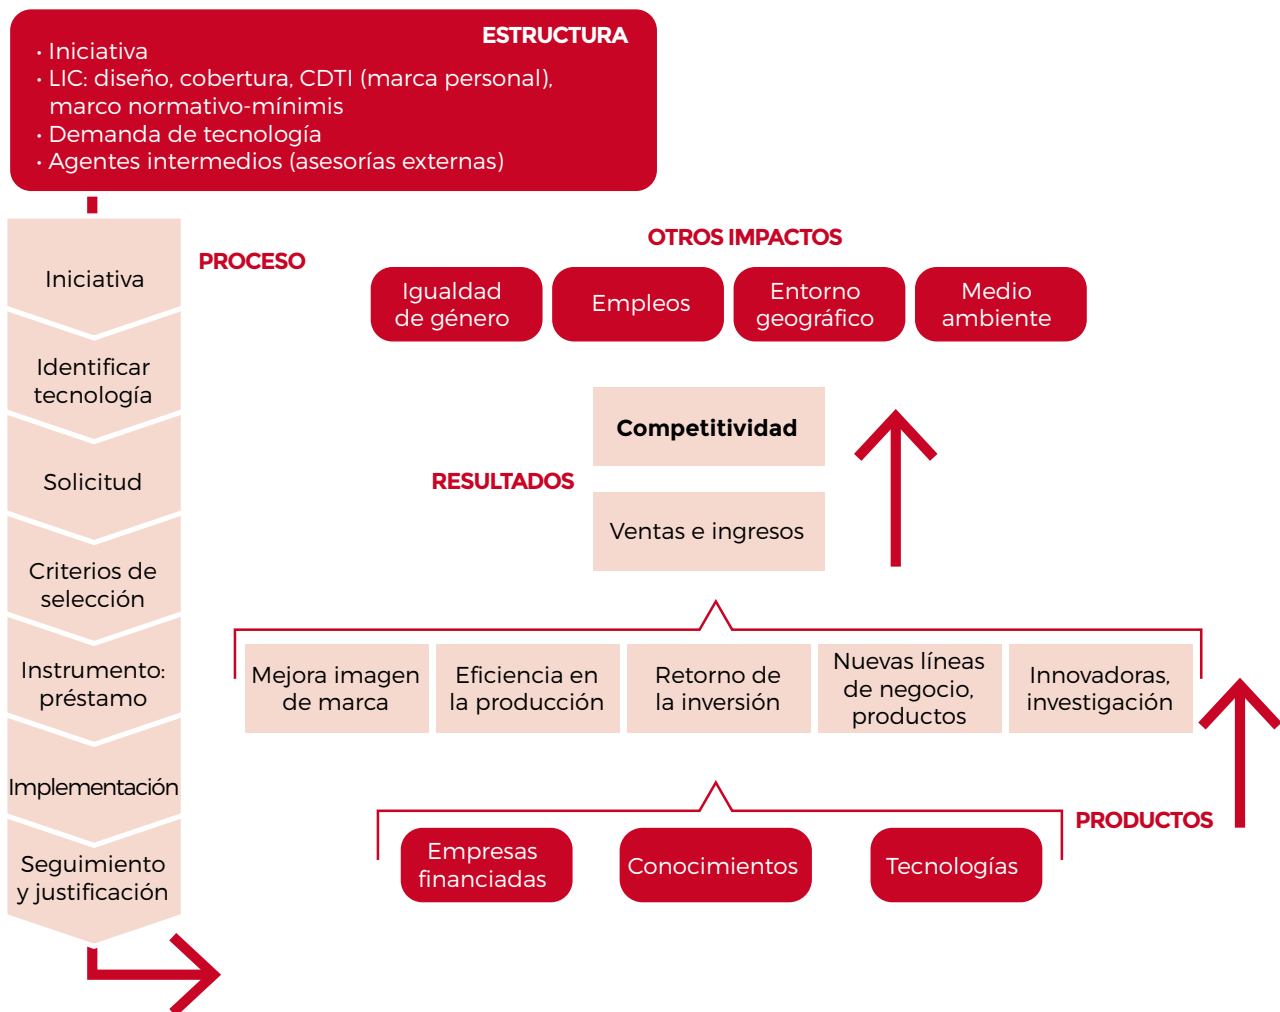 ESTRUCTURA
• Iniciativa
• LIC: diseño, cobertura, CDTI (marca personal),
marco normativo-mínimis
• Demanda de tecnología
• Agentes intermedios (asesorías externas)
PROCESO
Iniciativa
Identificar
tecnología
Solicitud
Criterios de
selección
Instrumento:
préstamo
Implementación
Seguimiento
y justificación
OTROS IMPACTOS
Igualdad
de género
Empleos
Entorno
geográfico
Medio
ambiente
RESULTADOS
Competitividad
Ventas e ingresos
Mejora imagen
de marca
Eficiencia en
la producción
Retorno de
la inversión
Nuevas líneas
de negocio,
productos
Innovadoras,
investigación
PRODUCTOS
Empresas
financiadas
Conocimientos
Tecnologías